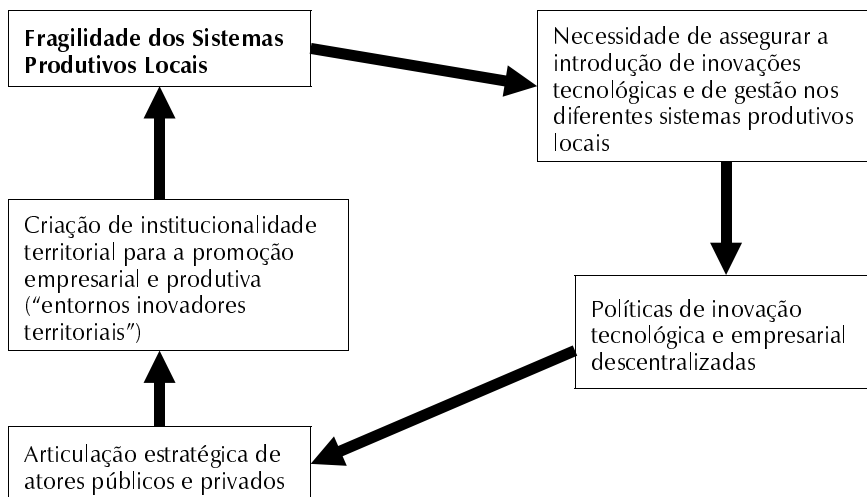 Fragilidade dos Sistemas
Produtivos Locais
Necessidade de assegurar a
introdução de inovações
tecnológicas e de gestão nos
diferentes sistemas produtivos
locais
Políticas de inovação
tecnológica e empresarial
descentralizadas
Articulação estratégica de
atores públicos e privados
Criação de institucionalidade
territorial para a promoção
empresarial e produtiva
(“entornos inovadores
territoriais”)